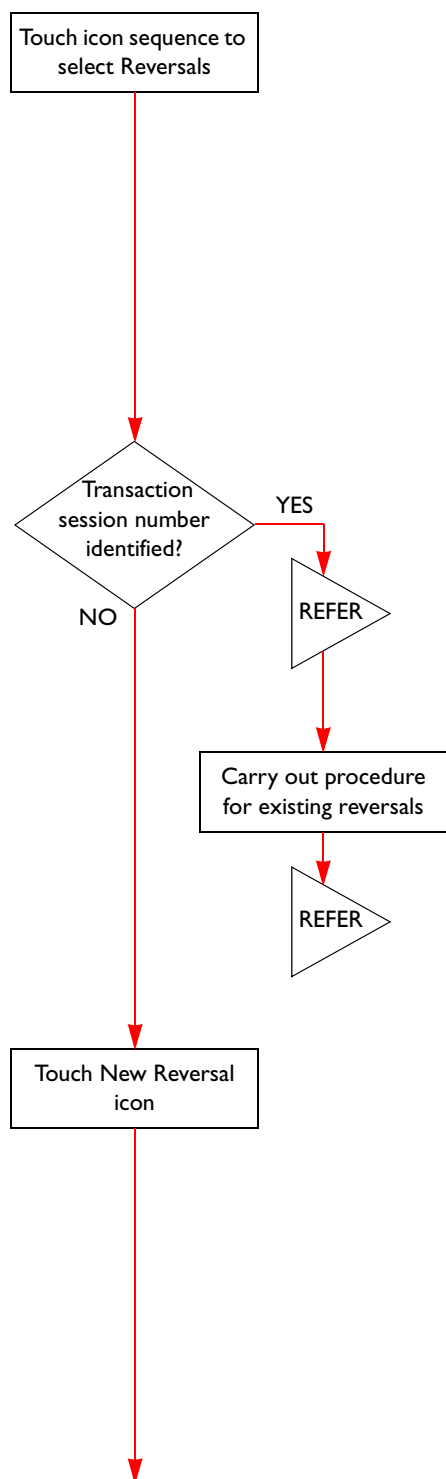 Touch icon sequence to
select Reversals
Transaction
session number
identified?
YES
NO
REFER
Carry out procedure
for existing reversals
REFER
Touch New Reversal
icon